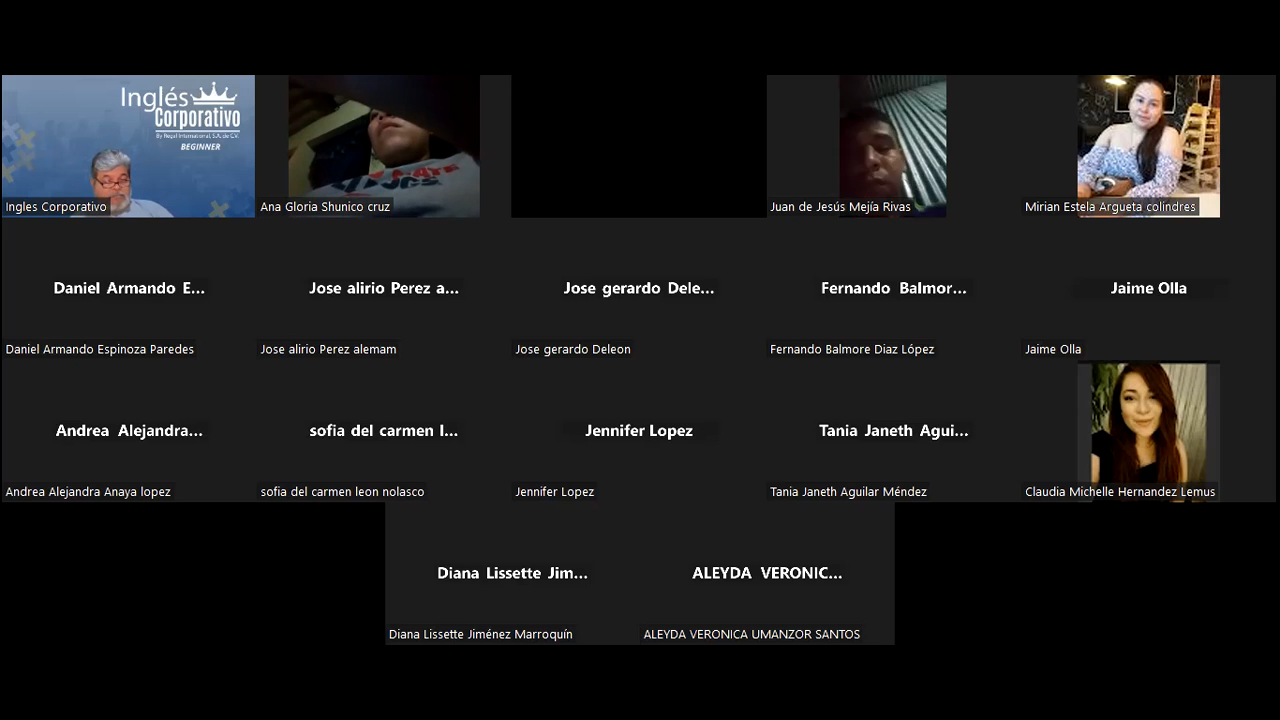 Inglés
Corporativo
By Regal International, S.A. de C.V.
BEGINNER
Ingles Corporativo
Ana Gloria Shunico cruz
Juan de Jesús Mejía Rivas
Mirian Estela Argueta colindres
Daniel Armando E...
Jose alirio Perez a...
Jose gerardo Dele...
Fernando Balmor...
Jaime Olla
Daniel Armando Espinoza Paredes
Jose alirio Perez alemam
Jose gerardo Deleon
Fernando Balmore Diaz López
Jaime Olla
Andrea Alejandra...
sofia del carmen l...
Jennifer Lopez
Tania Janeth Agui...
Andrea Alejandra Anaya lopez
sofia del carmen leon nolasco
Jennifer Lopez
Tania Janeth Aguilar Méndez
Claudia Michelle Hernandez Lemus
Diana Lissette Jim...
ALEYDA VERONIC...
Diana Lissette Jiménez Marroquín
ALEYDA VERONICA UMANZOR SANTOS